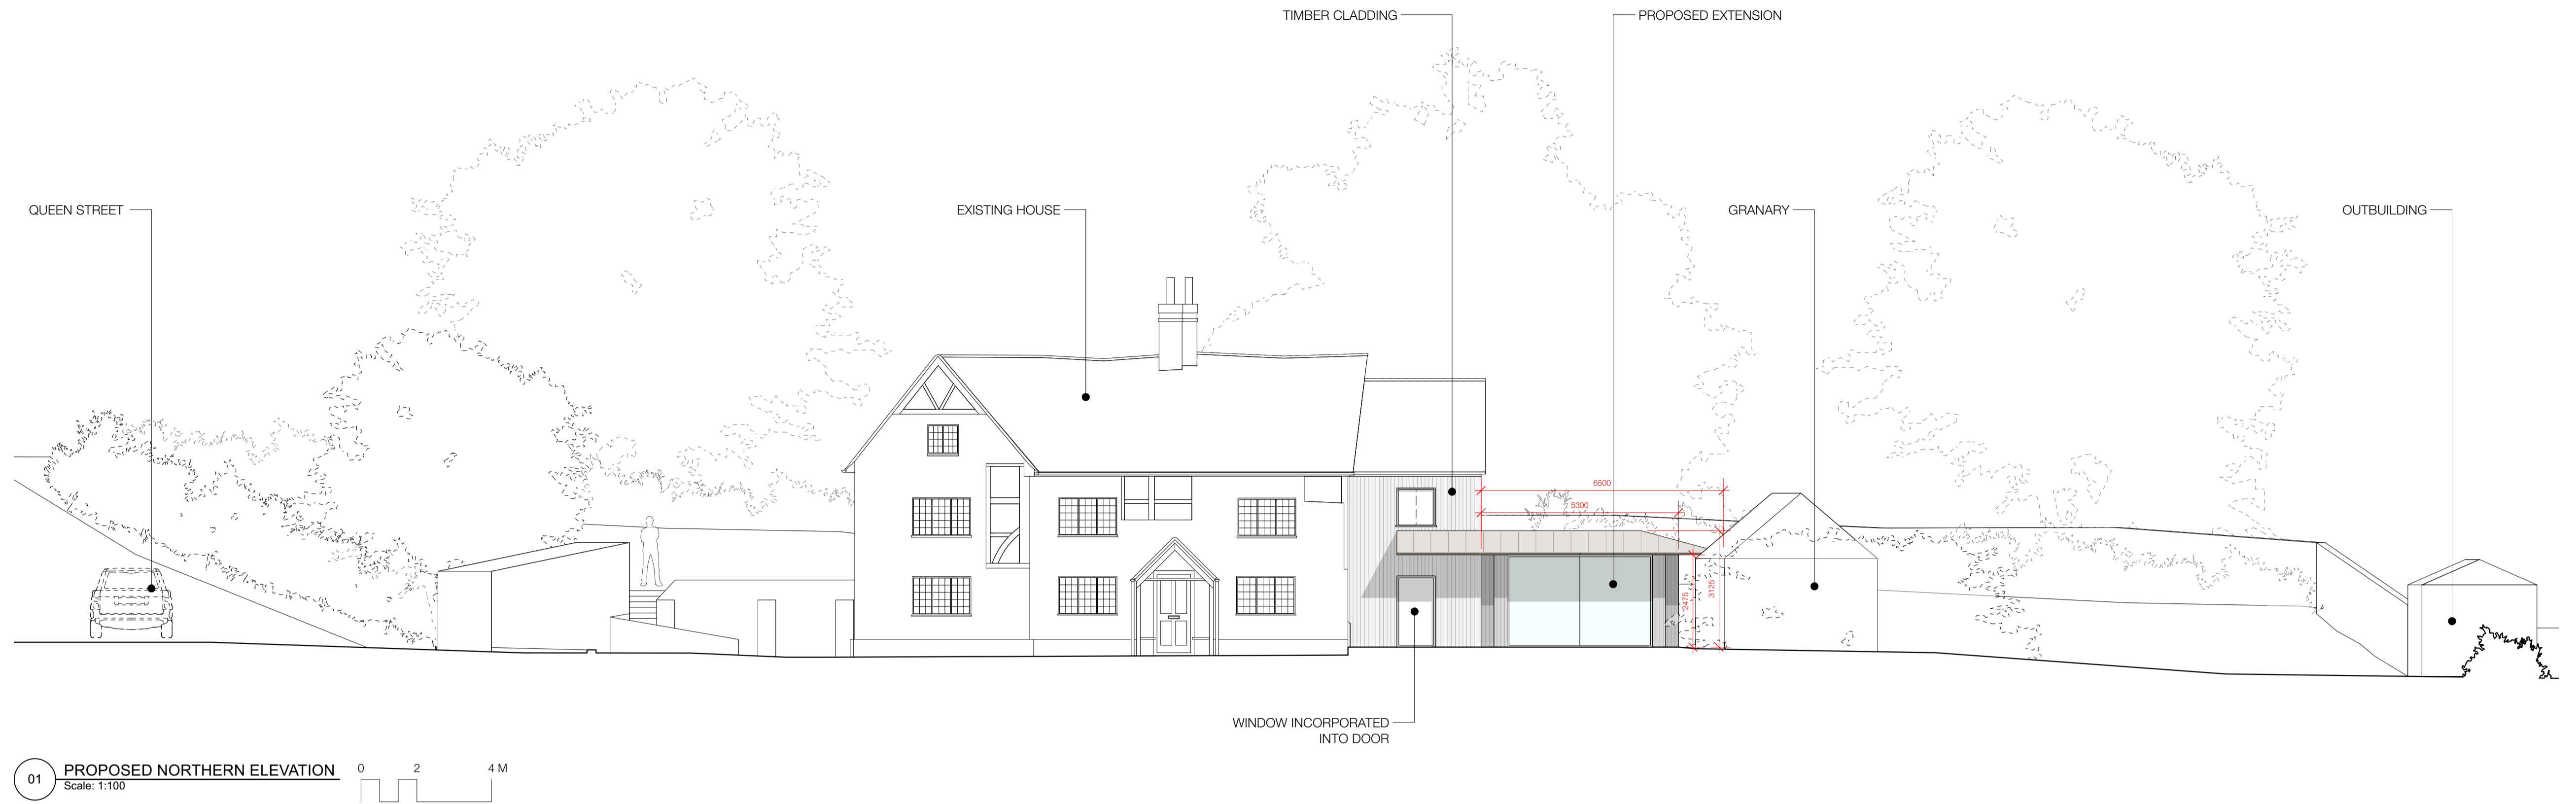 TIMBER CLADDING
PROPOSED EXTENSION
QUEEN STREET
EXISTING HOUSE
GRANARY
OUTBUILDING
6500
5300
2475
3125
WINDOW INCORPORATED
INTO DOOR
01
PROPOSED NORTHERN ELEVATION
Scale: 1:100
0 2 4 M